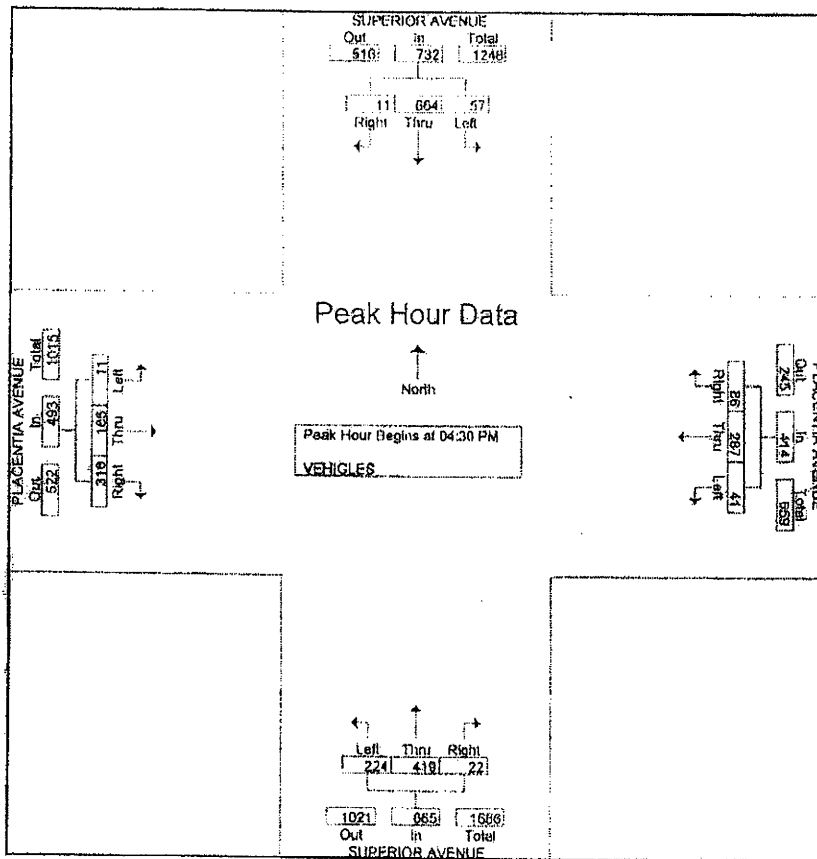 SUPERIOR AVENUE
Out In Total
516 732 1248
11 664 57
Right Thru Left
Peak Hour Data
North
Peak Hour Begins at 04:30 PM
VEHICLES
PLACENTIA AVENUE
Out In Total
522 493 1015
11 166 316
Left Thru Right
PLACENTIA AVENUE
Out In Total
245 414 659
86 287 41
Right Thru Left
Left Thru Right
224 419 22
1021 665 1686
Out In Total
SUPERIOR AVENUE